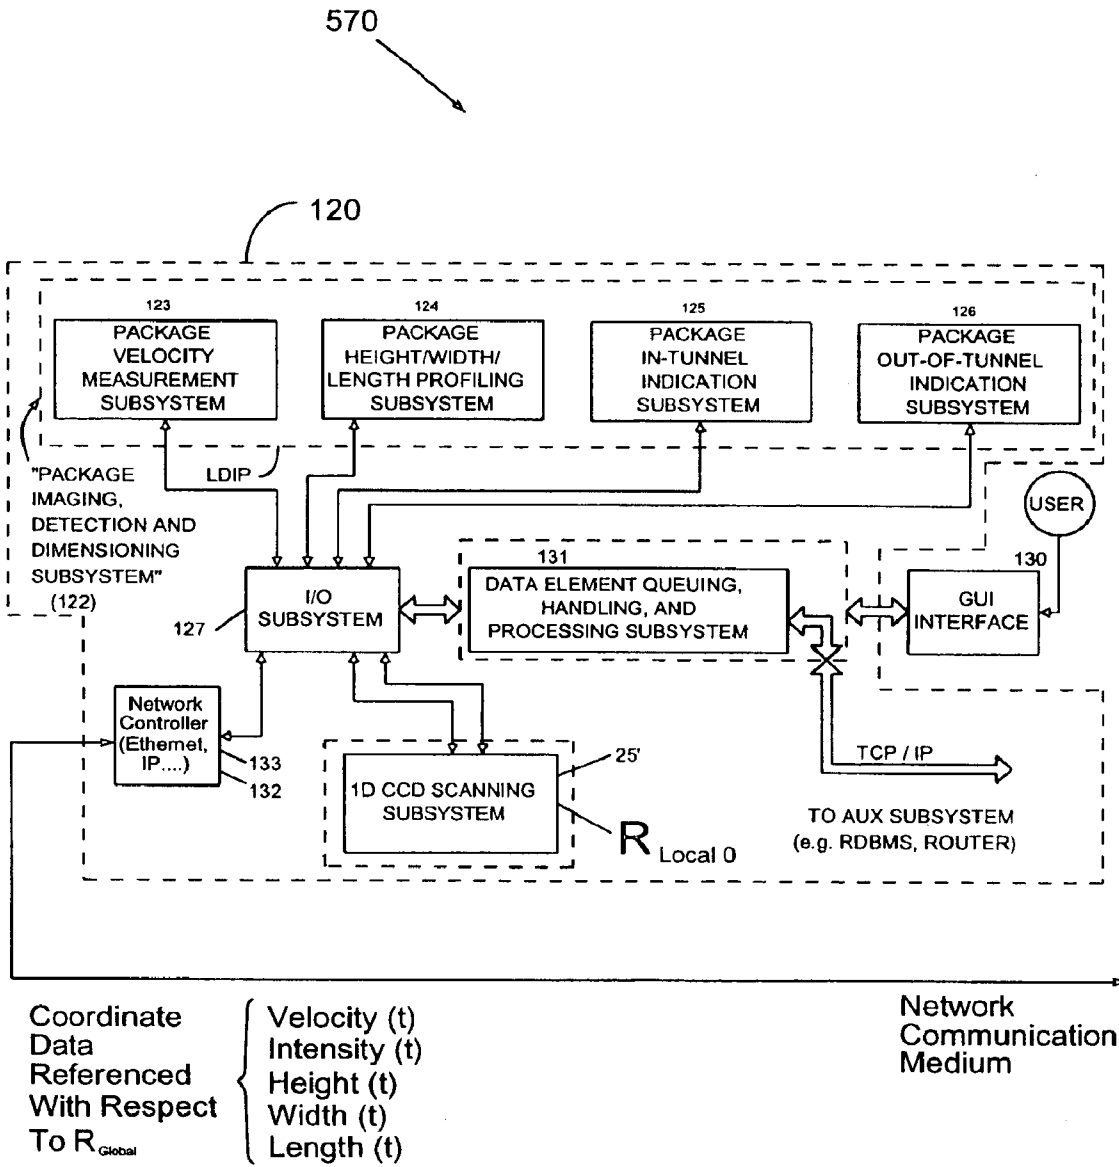 570
120
123
PACKAGE
VELOCITY
MEASUREMENT
SUBSYSTEM
124
PACKAGE
HEIGHT/WIDTH/
LENGTH PROFILING
SUBSYSTEM
125
PACKAGE
IN-TUNNEL
INDICATION
SUBSYSTEM
126
PACKAGE
OUT-OF-TUNNEL
INDICATION
SUBSYSTEM
LDIP
"PACKAGE
IMAGING,
DETECTION AND
DIMENSIONING
SUBSYSTEM"
(122)
USER
I/O
SUBSYSTEM
127
131
DATA ELEMENT QUEUING,
HANDLING, AND
PROCESSING SUBSYSTEM
130
GUI
INTERFACE
Network
Controller
(Ethernet,
IP....)
133
132
1D CCD SCANNING
SUBSYSTEM
25'
R Local 0
TCP / IP
TO AUX SUBSYSTEM
(e.g. RDBMS, ROUTER)
Coordinate
Data
Referenced
With Respect
To R Global
Velocity (t)
Intensity (t)
Height (t)
Width (t)
Length (t)
Network
Communication
Medium